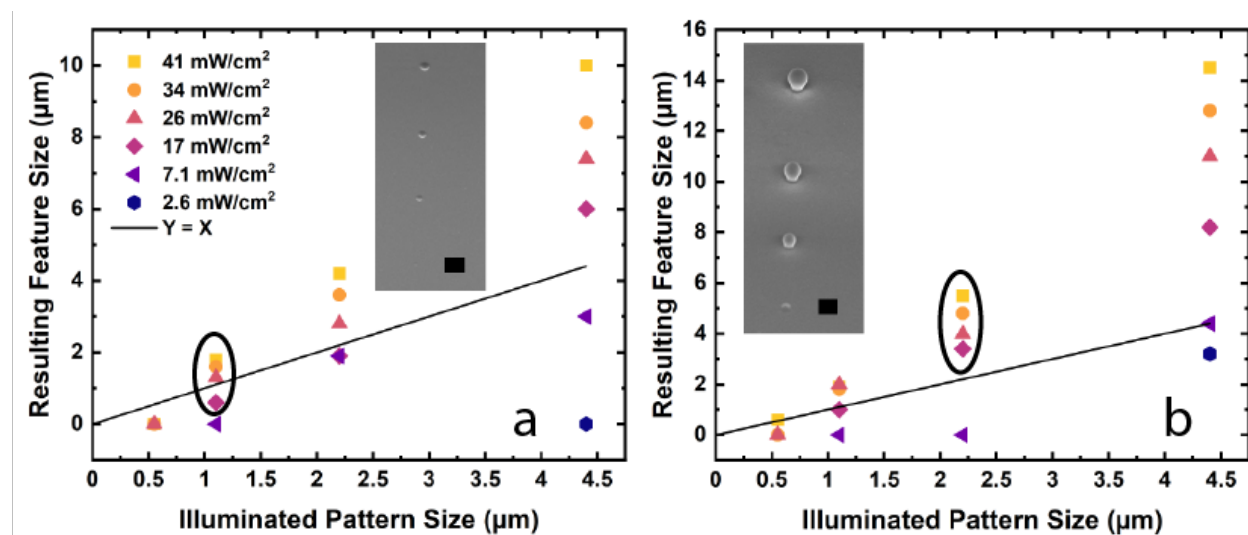 10
8
6
4
2
0
Resulting Feature Size (µm)
41 mW/cm²
34 mW/cm²
26 mW/cm²
17 mW/cm²
7.1 mW/cm²
2.6 mW/cm²
Y = X
a
0 0.5 1 1.5 2 2.5 3 3.5 4 4.5
Illuminated Pattern Size (µm)
16
14
12
10
8
6
4
2
0
Resulting Feature Size (µm)
b
0 0.5 1 1.5 2 2.5 3 3.5 4 4.5
Illuminated Pattern Size (µm)